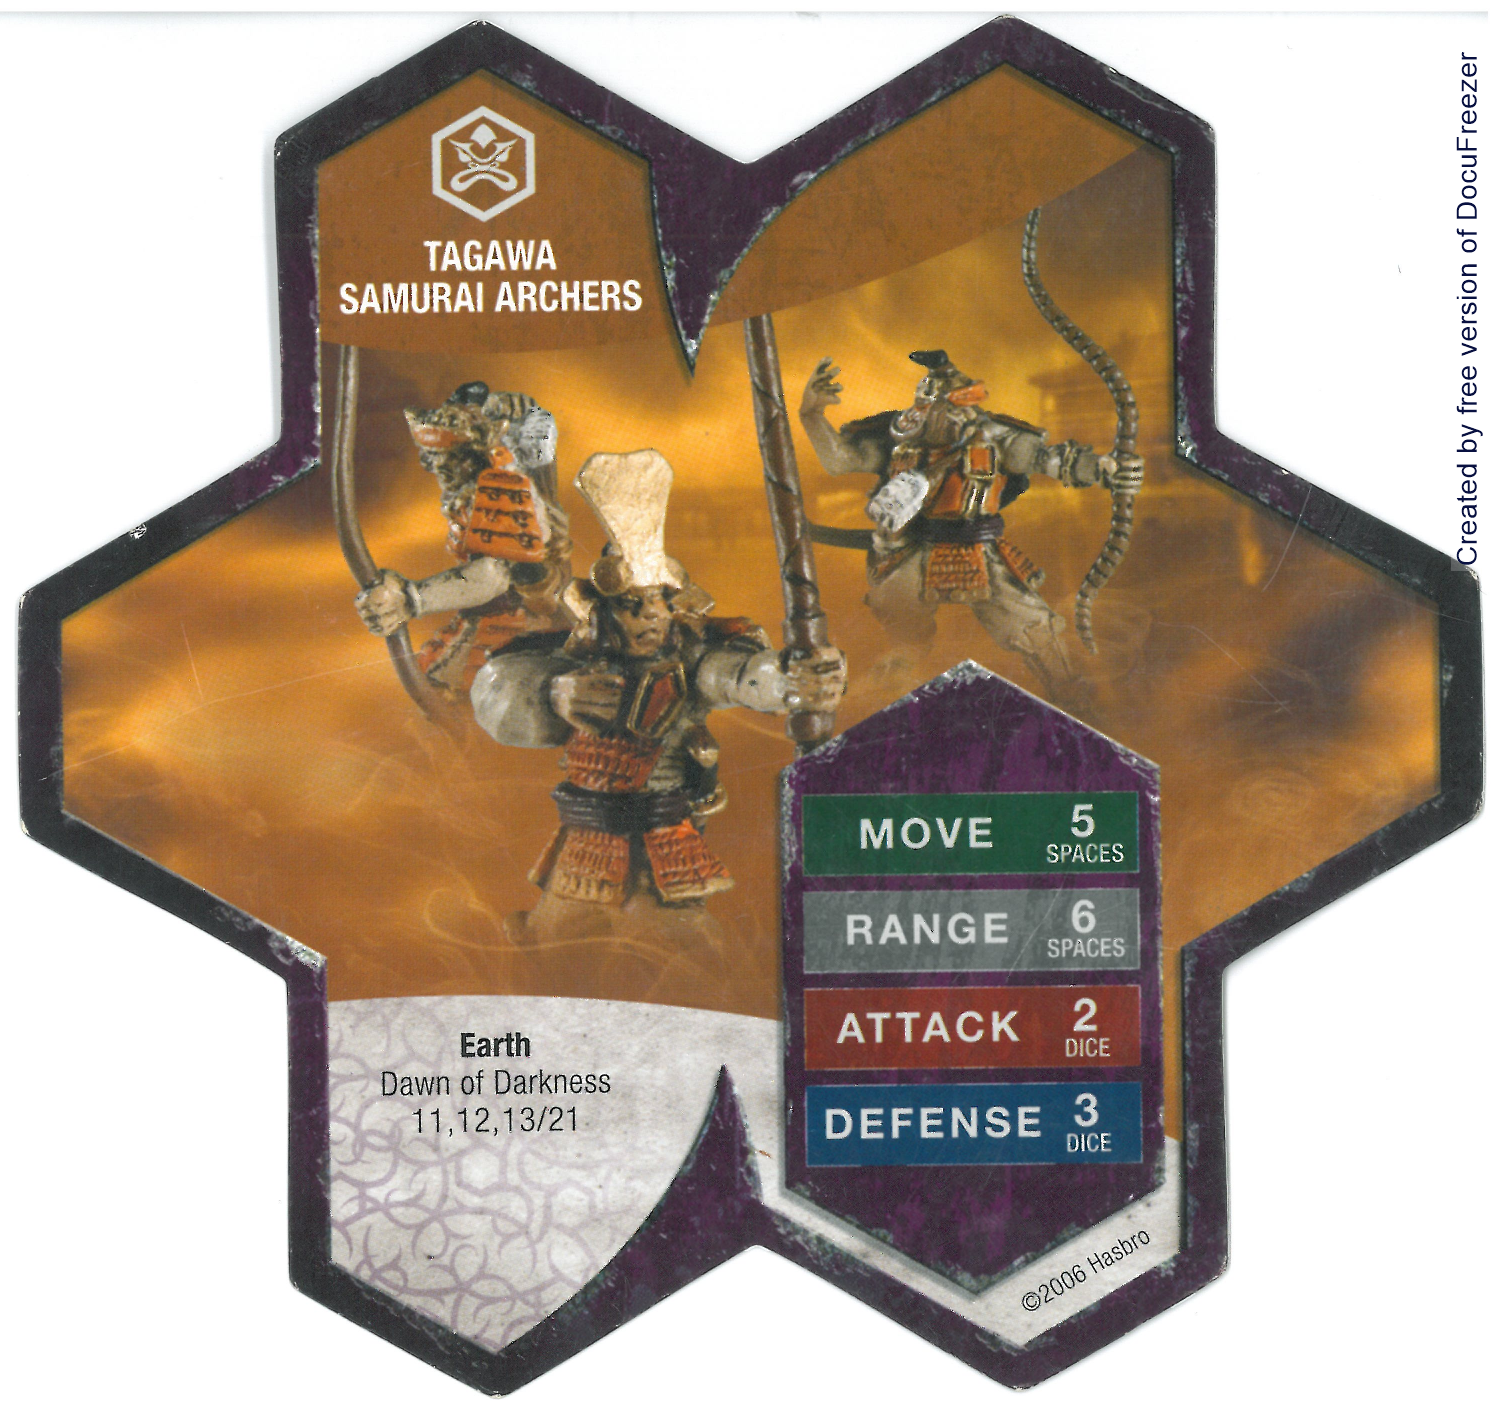 TAGAWA
SAMURAI ARCHERS
MOVE 5
SPACES
RANGE 6
SPACES
ATTACK 2
DICE
DEFENSE 3
DICE
Earth
Dawn of Darkness
11,12,13/21
©2006 Hasbro
Created by free version of DocuFreezer